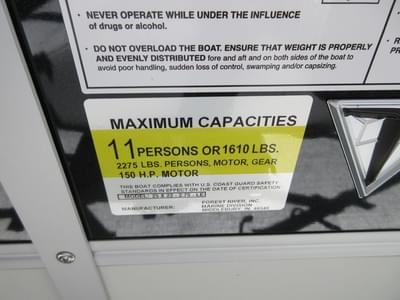 • NEVER OPERATE WHILE UNDER THE INFLUENCE
of drugs or alcohol.
• DO NOT OVERLOAD THE BOAT. ENSURE THAT WEIGHT IS PROPERLY
AND EVENLY DISTRIBUTED fore and aft and on both sides of the boat to
avoid poor handling, sudden loss of control, swamping and/or capsizing.
MAXIMUM CAPACITIES
11 PERSONS OR 1610 LBS.
2275 LBS. PERSONS, MOTOR, GEAR
150 H.P. MOTOR
THIS BOAT COMPLIES WITH U.S. COAST GUARD SAFETY
STANDARDS IN EFFECT ON THE DATE OF CERTIFICATION
MODEL
MANUFACTURER: FOREST RIVER, INC.
MARINE DIVISION
MIDDLEBURY, IN 46540